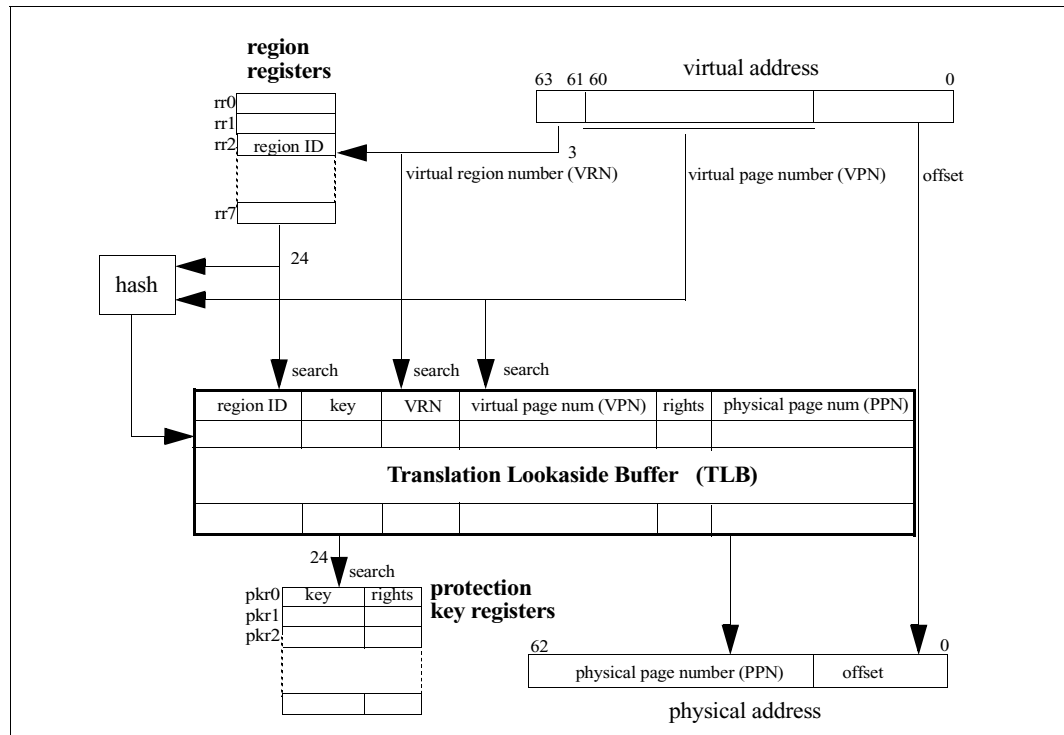 region
registers
virtual address
63 61 60 0
rr0
rr1
rr2 region ID
3
virtual region number (VRN)
virtual page number (VPN)
offset
rr7
24
hash
search search search
region ID key VRN virtual page num (VPN) rights physical page num (PPN)
Translation Lookaside Buffer (TLB)
24
search
pkr0 key rights
pkr1
pkr2
protection
key registers
62 0
physical page number (PPN) offset
physical address